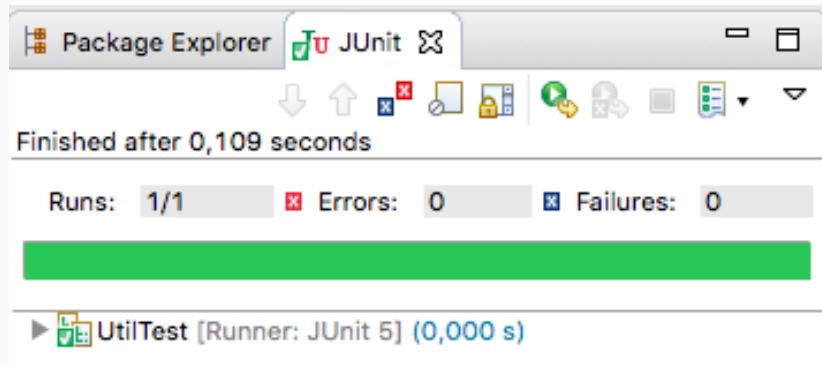 Package Explorer JUnit
Finished after 0,109 seconds
Runs: 1/1 Errors: 0 Failures: 0
UtilTest [Runner: JUnit 5] (0,000 s)